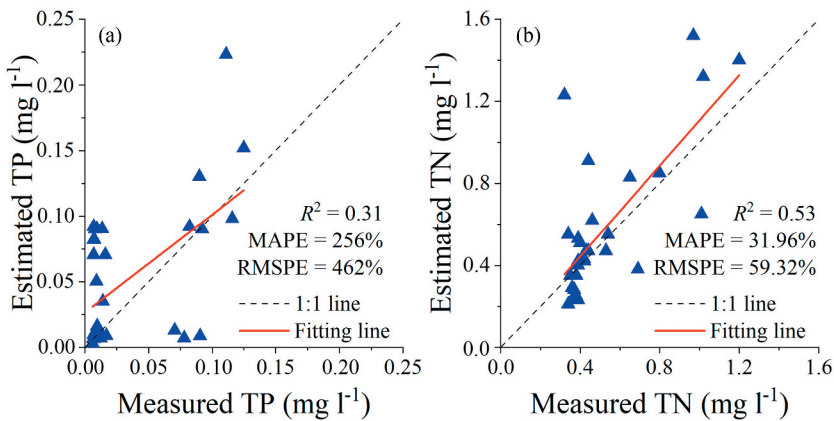 (a)
0.25
0.20
0.15
0.10
0.05
0.00
Estimated TP (mg l⁻¹)
R² = 0.31
MAPE = 256%
RMSPE = 462%
1:1 line
Fitting line
0.00 0.05 0.10 0.15 0.20 0.25
Measured TP (mg l⁻¹)
(b)
1.6
1.2
0.8
0.4
0.0
Estimated TN (mg l⁻¹)
R² = 0.53
MAPE = 31.96%
RMSPE = 59.32%
1:1 line
Fitting line
0.0 0.4 0.8 1.2 1.6
Measured TN (mg l⁻¹)